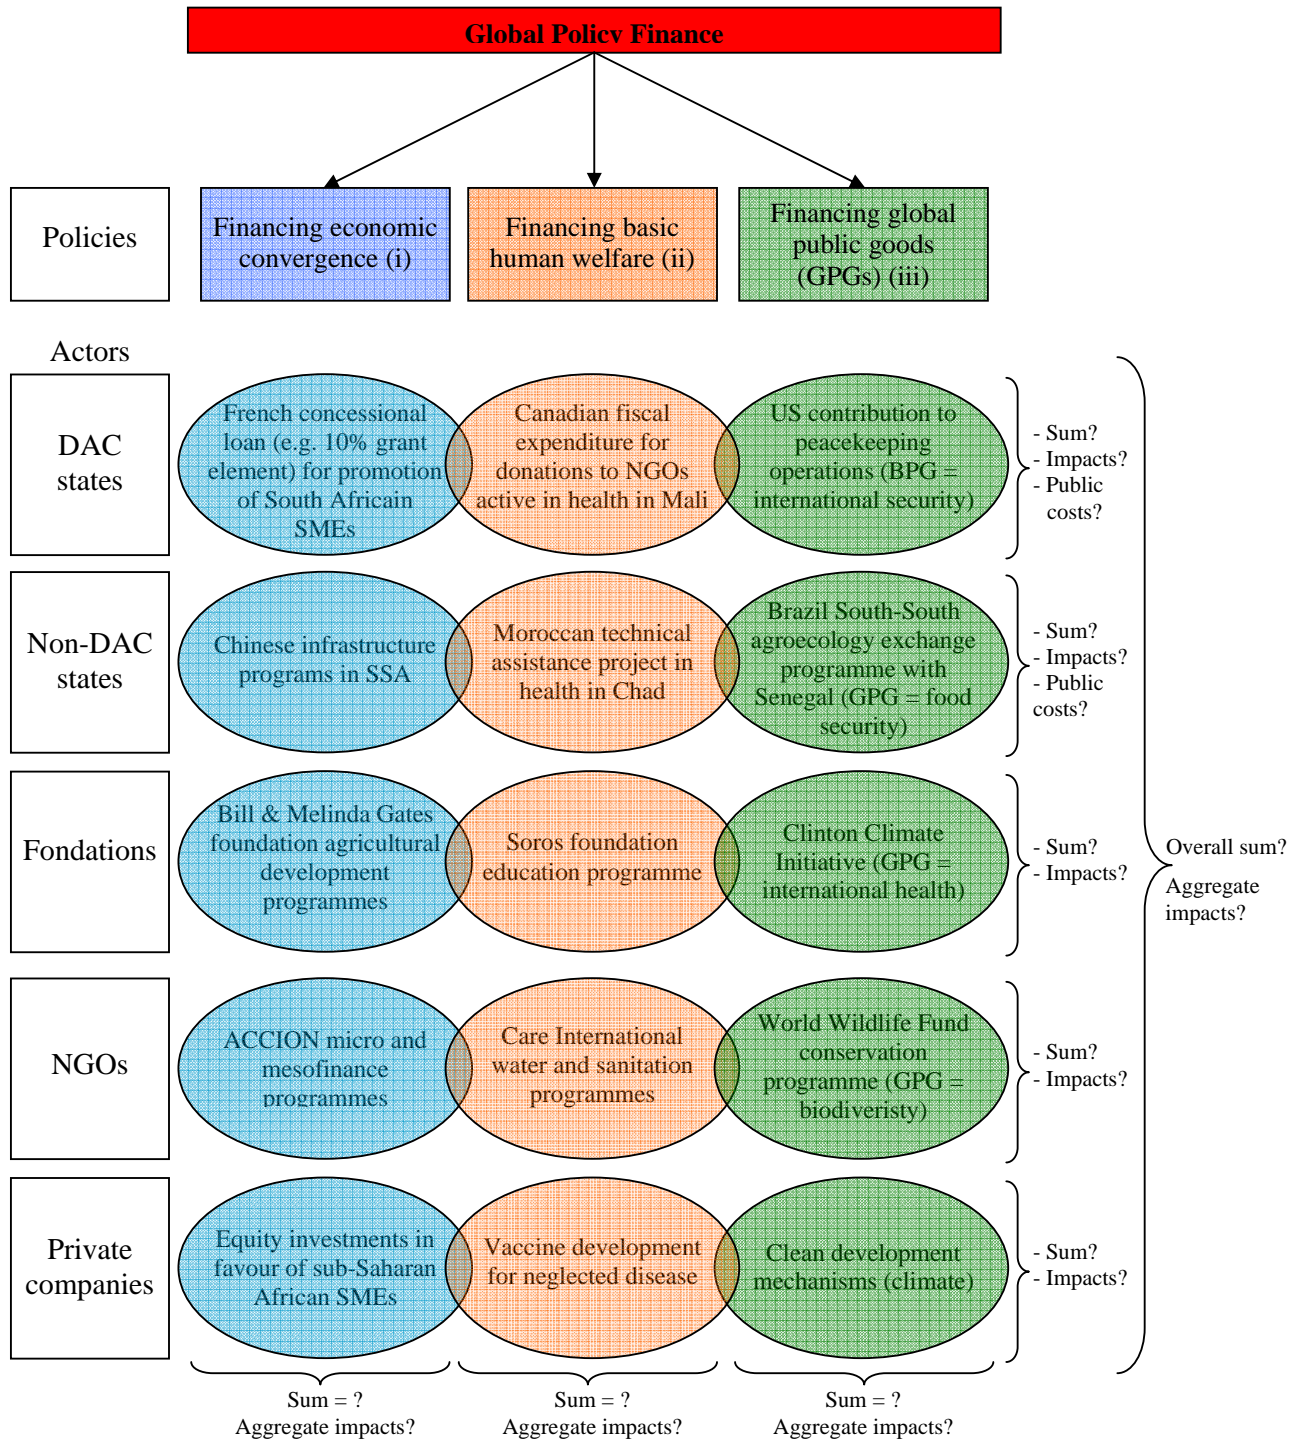 Global Policy Finance
Policies
Financing economic
convergence (i)
Financing basic
human welfare (ii)
Financing global
public goods
(GPGs) (iii)
Actors
DAC
states
French concessional
loan (e.g. 10% grant
element) for promotion
of South Africain
SMEs
Canadian fiscal
expenditure for
donations to NGOs
active in health in Mali
US contribution to
peacekeeping
operations (BPG =
international security)
- Sum?
- Impacts?
- Public
costs?
Non-DAC
states
Chinese infrastructure
programs in SSA
Moroccan technical
assistance project in
health in Chad
Brazil South-South
agroecology exchange
programme with
Senegal (GPG = food
security)
- Sum?
- Impacts?
- Public
costs?
Fondations
Bill & Melinda Gates
foundation agricultural
development
programmes
Soros foundation
education programme
Clinton Climate
Initiative (GPG =
international health)
- Sum?
- Impacts?
Overall sum?
Aggregate
impacts?
NGOs
ACCION micro and
mesofinance
programmes
Care International
water and sanitation
programmes
World Wildlife Fund
conservation
programme (GPG =
biodiveristy)
- Sum?
- Impacts?
Private
companies
Equity investments in
favour of sub-Saharan
African SMEs
Vaccine development
for neglected disease
Clean development
mechanisms (climate)
- Sum?
- Impacts?
Sum = ?
Aggregate impacts?
Sum = ?
Aggregate impacts?
Sum = ?
Aggregate impacts?